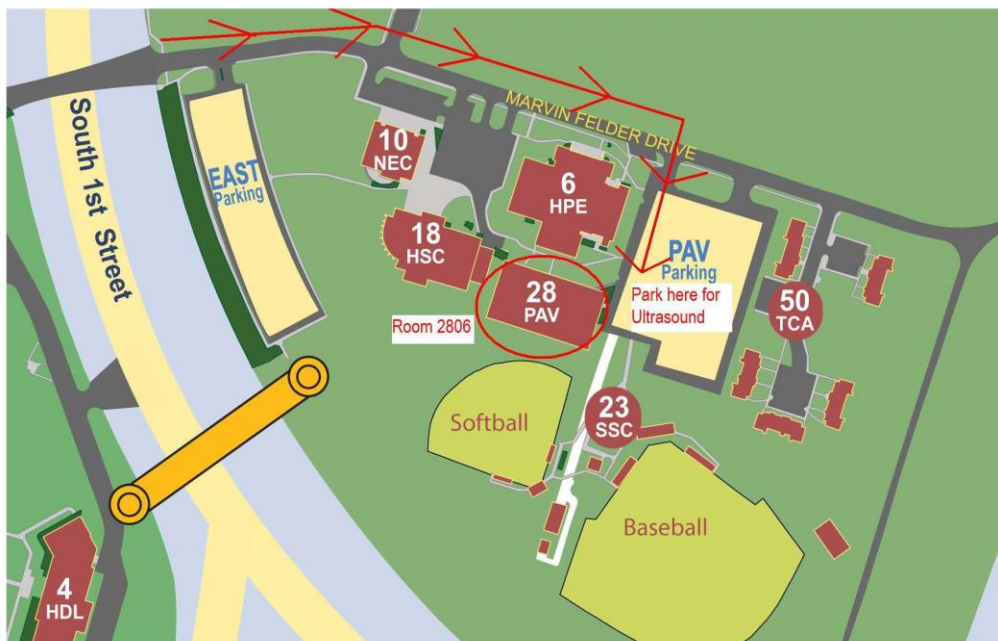 MARVIN FELDER DRIVE
South 1st Street
EAST
Parking
10
NEC
6
HPE
18
HSC
28
PAV
Room 2806
PAV
Parking
Park here for
Ultrasound
50
TCA
23
SSC
Softball
Baseball
4
HDL